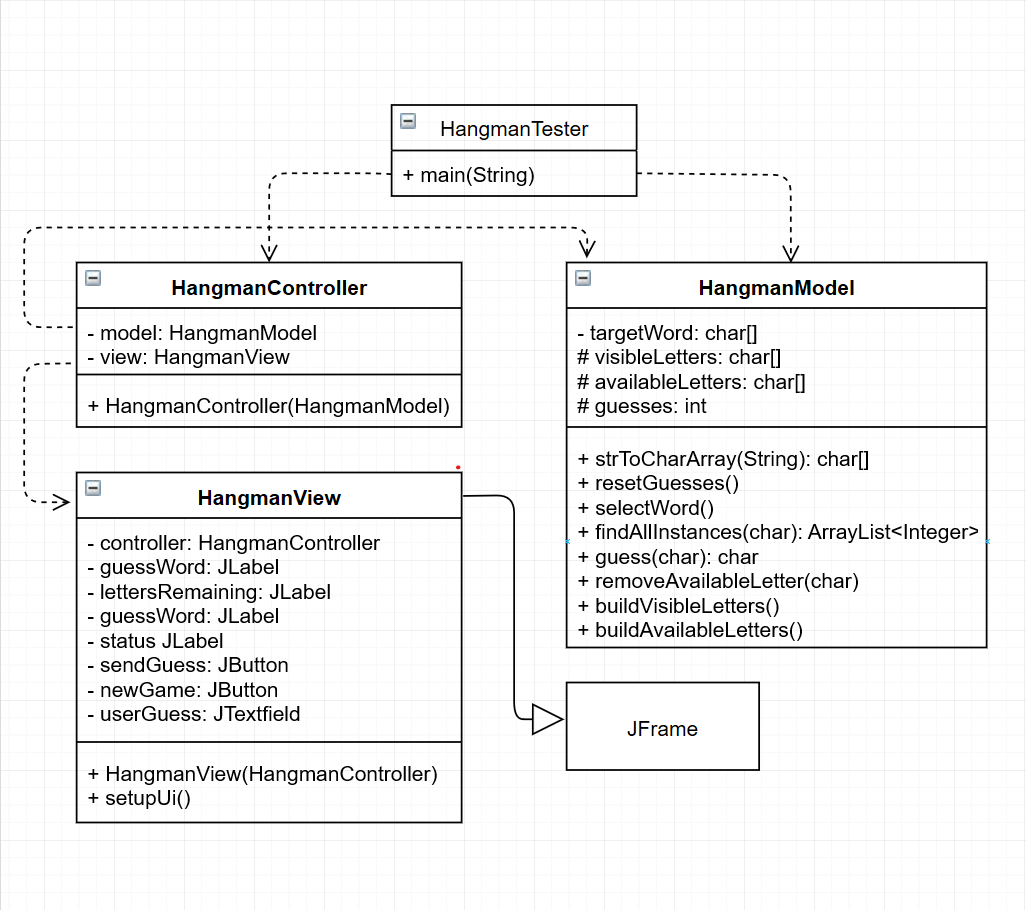 HangmanTester
+ main(String)
HangmanController
- model: HangmanModel
- view: HangmanView
+ HangmanController(HangmanModel)
HangmanModel
- targetWord: char[]
# visibleLetters: char[]
# availableLetters: char[]
# guesses: int
+ strToCharArray(String): char[]
+ resetGuesses()
+ selectWord()
+ findAllInstances(char): ArrayList<Integer>
+ guess(char): char
+ removeAvailableLetter(char)
+ buildVisibleLetters()
+ buildAvailableLetters()
HangmanView
- controller: HangmanController
- guessWord: JLabel
- lettersRemaining: JLabel
- guessWord: JLabel
- status JLabel
- sendGuess: JButton
- newGame: JButton
- userGuess: JTextfield
+ HangmanView(HangmanController)
+ setupUi()
JFrame